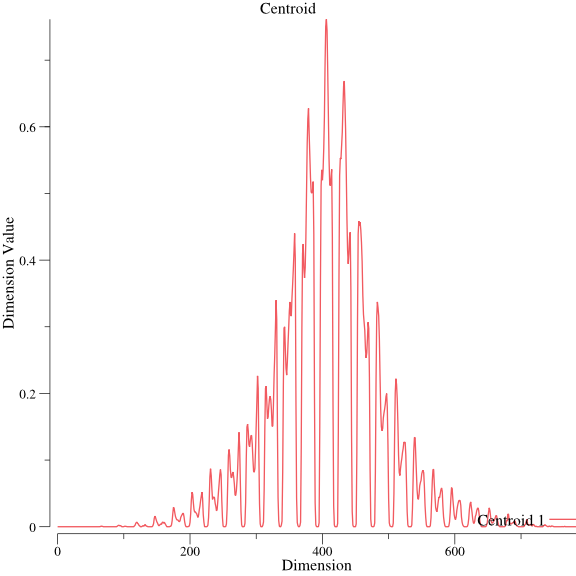 Centroid
Dimension Value
0.6
0.4
0.2
0
0 200 400 600
Dimension
Centroid 1